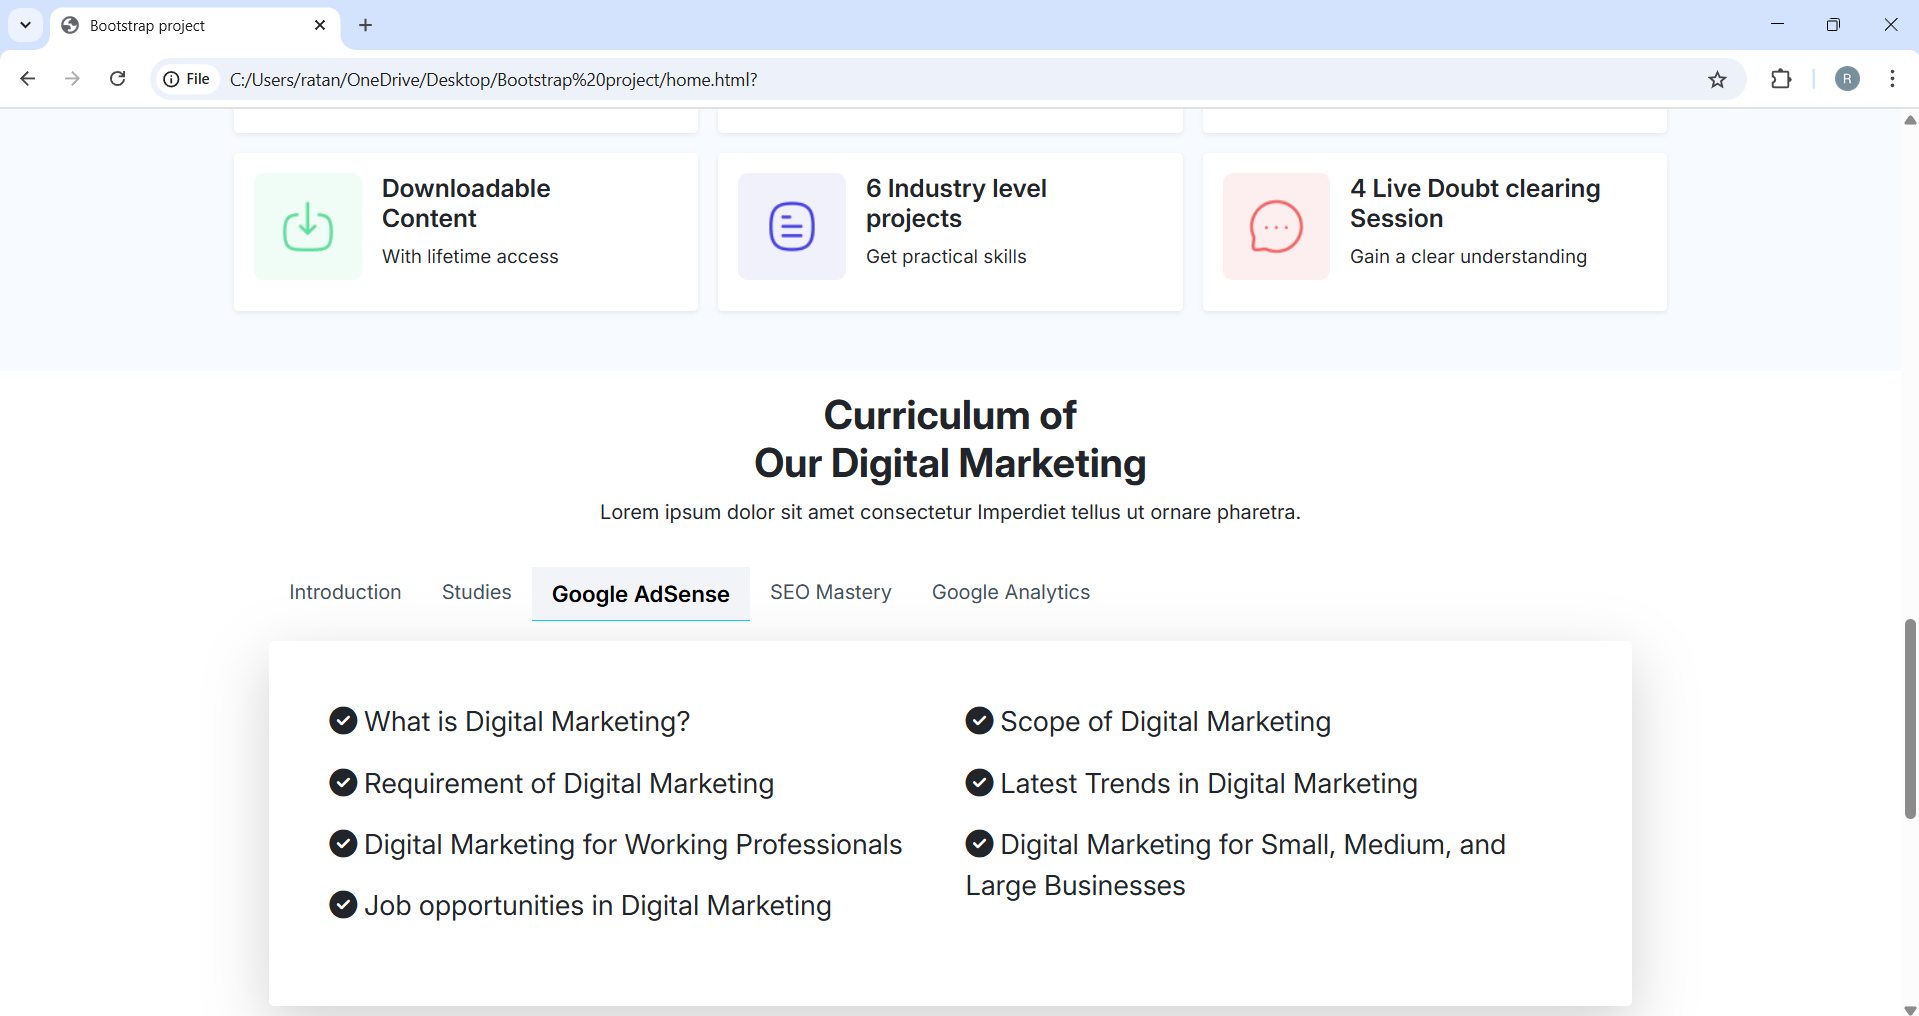 Bootstrap project
File
C:/Users/ratan/OneDrive/Desktop/Bootstrap%20project/home.html?
R
Downloadable
Content
With lifetime access
6 Industry level
projects
Get practical skills
4 Live Doubt clearing
Session
Gain a clear understanding
Curriculum of
Our Digital Marketing
Lorem ipsum dolor sit amet consectetur Imperdiet tellus ut ornare pharetra.
Introduction Studies Google AdSense SEO Mastery Google Analytics
What is Digital Marketing?
Requirement of Digital Marketing
Digital Marketing for Working Professionals
Job opportunities in Digital Marketing
Scope of Digital Marketing
Latest Trends in Digital Marketing
Digital Marketing for Small, Medium, and
Large Businesses